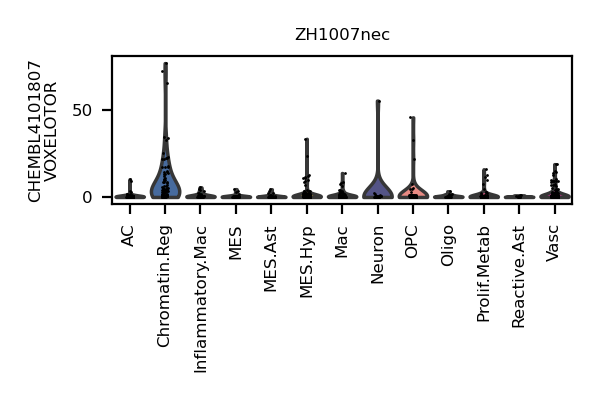 ZH1007nec
CHEMBL4101807
VOXELOTOR
50
0
AC
Chromatin.Reg
Inflammatory.Mac
MES
MES.Ast
MES.Hyp
Mac
Neuron
OPC
Oligo
Prolif.Metab
Reactive.Ast
Vasc